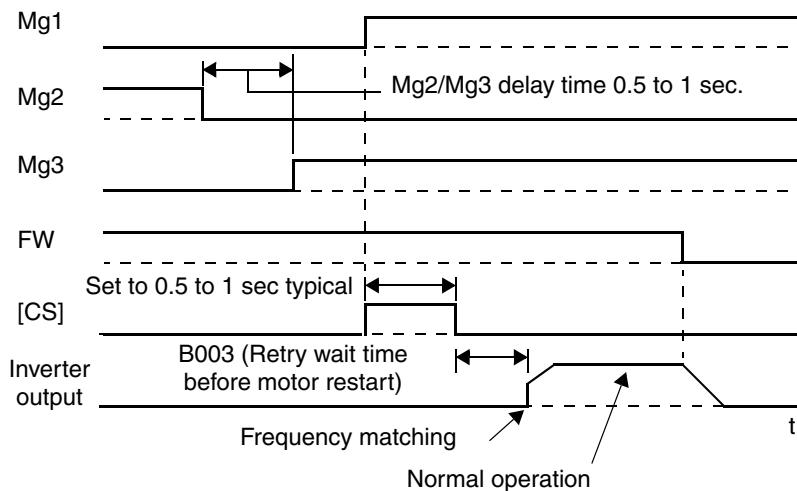 Mg1
Mg2/Mg3 delay time 0.5 to 1 sec.
Mg2
Mg3
FW
Set to 0.5 to 1 sec typical
[CS]
B003 (Retry wait time
before motor restart)
Inverter
output
t
Frequency matching
Normal operation